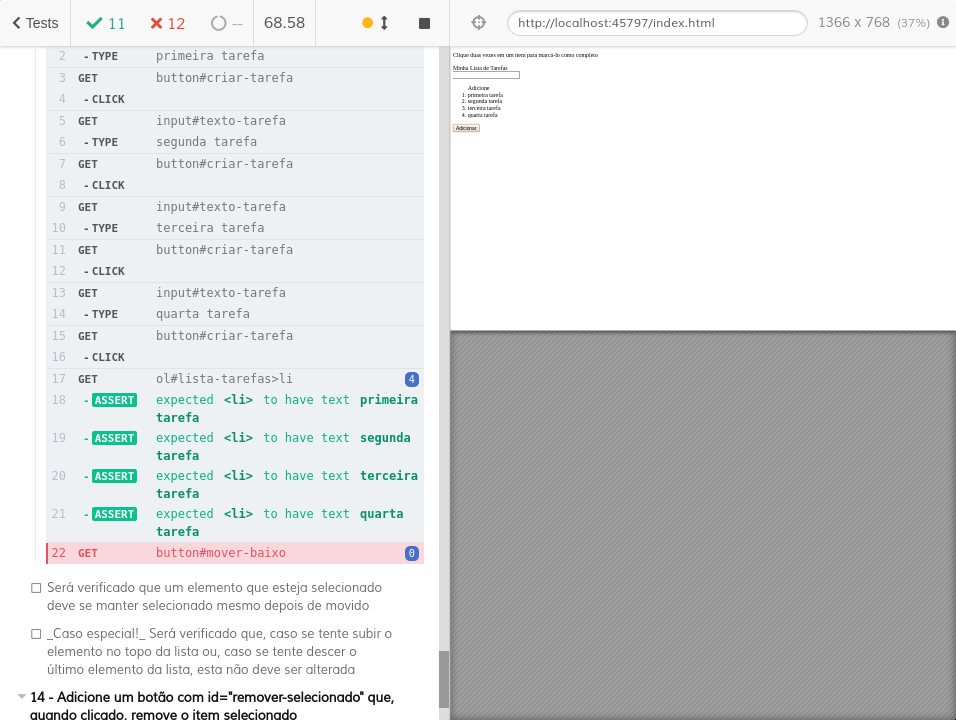 Tests 11 12 -- 68.58 http://localhost:45797/index.html 1366 x 768 (37%)
2 -TYPE primeira tarefa
3 GET button#criar-tarefa
4 -CLICK
5 GET input#texto-tarefa
6 -TYPE segunda tarefa
7 GET button#criar-tarefa
8 -CLICK
9 GET input#texto-tarefa
10 -TYPE terceira tarefa
11 GET button#criar-tarefa
12 -CLICK
13 GET input#texto-tarefa
14 -TYPE quarta tarefa
15 GET button#criar-tarefa
16 -CLICK
17 GET ol#lista-tarefas>li 4
18 -ASSERT expected <li> to have text primeira
tarefa
19 -ASSERT expected <li> to have text segunda
tarefa
20 -ASSERT expected <li> to have text terceira
tarefa
21 -ASSERT expected <li> to have text quarta
tarefa
22 GET button#mover-baixo 0
Será verificado que um elemento que esteja selecionado
deve se manter selecionado mesmo depois de movido
_Caso especial!_ Será verificado que, caso se tente subir o
elemento no topo da lista ou, caso se tente descer o
último elemento da lista, esta não deve ser alterada
14 - Adicione um botão com id="remover-selecionado" que,
quando clicado, remove o item selecionado
Clique duas vezes em um item para marcá-lo como completo
Minha Lista de Tarefas
Adicione
1. primeira tarefa
2. segunda tarefa
3. terceira tarefa
4. quarta tarefa
Adicionar